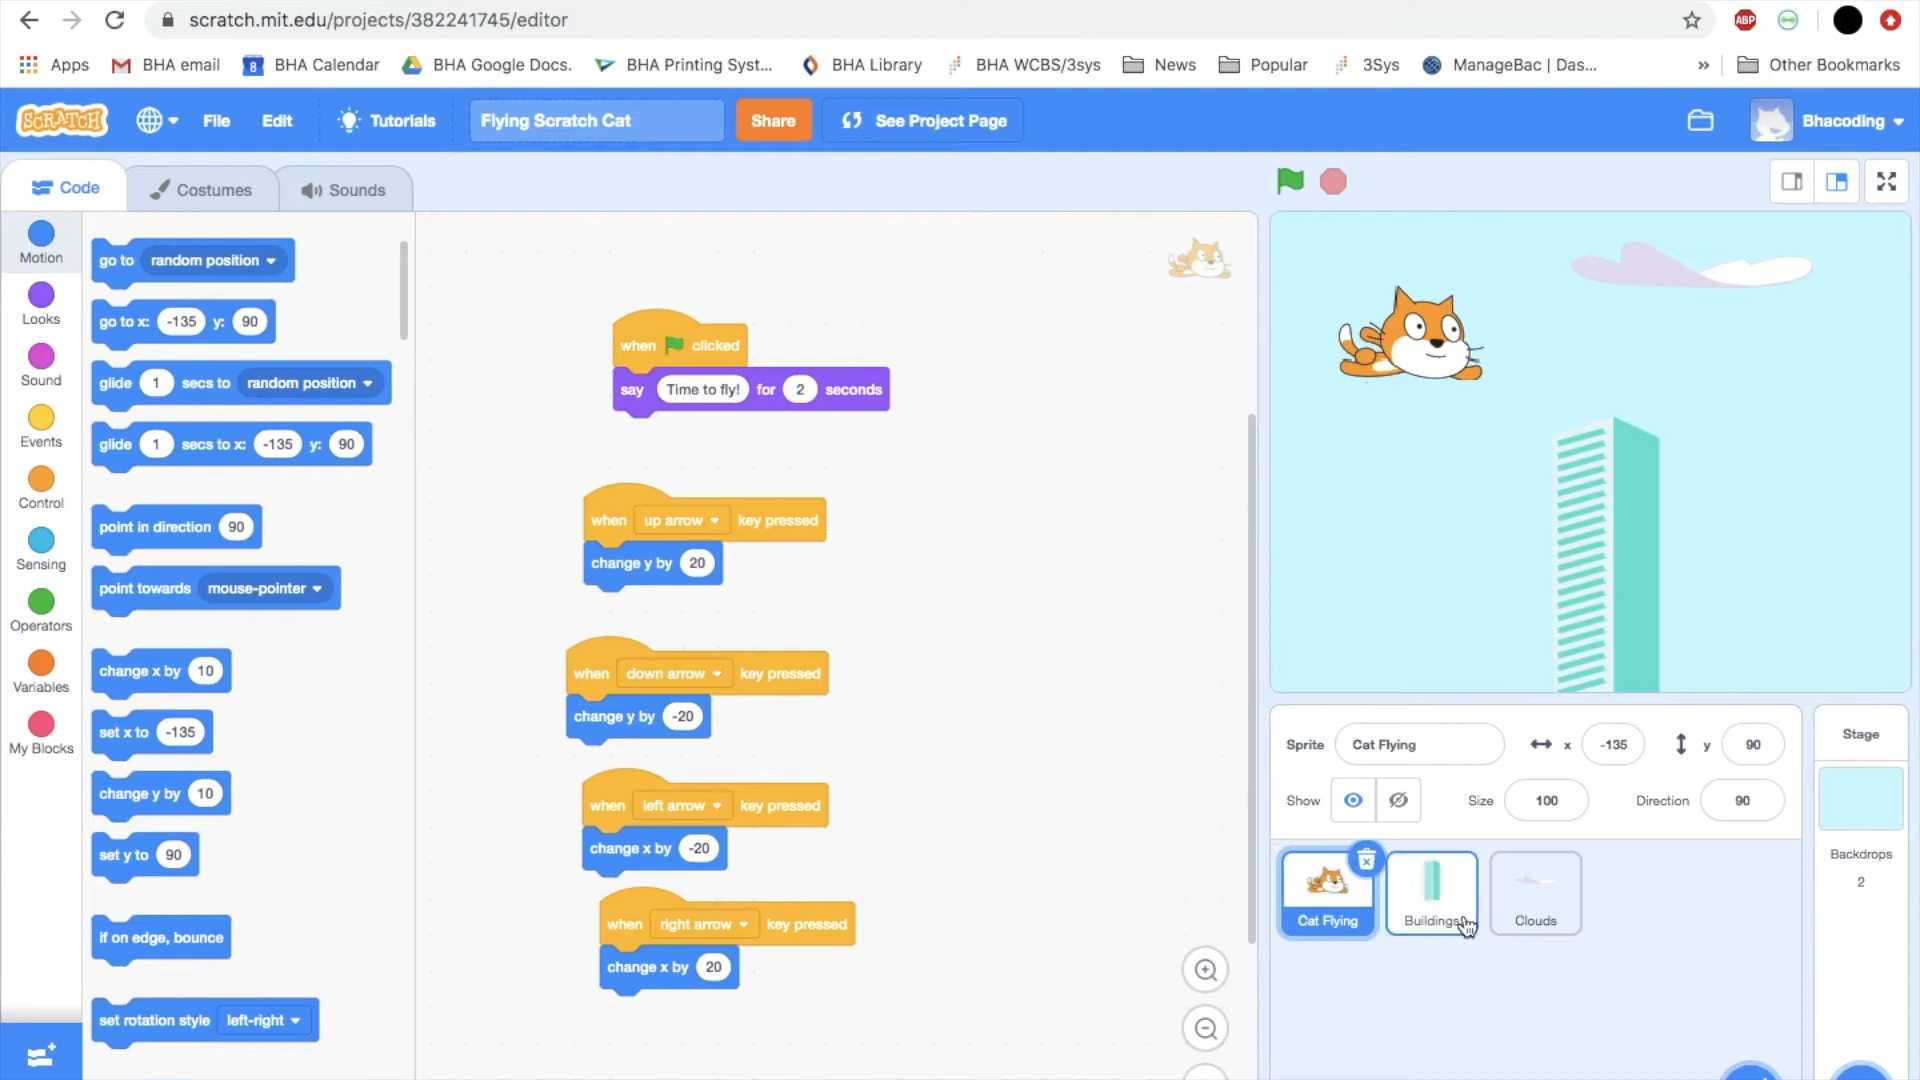 scratch.mit.edu/projects/382241745/editor
ABP
Apps
BHA email
8
BHA Calendar
BHA Google Docs.
BHA Printing Syst...
BHA Library
BHA WCBS/3sys
News
Popular
3Sys
ManageBac | Das...
»
Other Bookmarks
SCRATCH
File
Edit
Tutorials
Flying Scratch Cat
Share
See Project Page
Bhacoding
Code
Costumes
Sounds
Motion
Looks
Sound
Events
Control
Sensing
Operators
Variables
My Blocks
go to random position
go to x: -135 y: 90
glide 1 secs to random position
glide 1 secs to x: -135 y: 90
point in direction 90
point towards mouse-pointer
change x by 10
set x to -135
change y by 10
set y to 90
if on edge, bounce
set rotation style left-right
when clicked
say Time to fly! for 2 seconds
when up arrow key pressed
change y by 20
when down arrow key pressed
change y by -20
when left arrow key pressed
change x by -20
when right arrow key pressed
change x by 20
Sprite Cat Flying x -135 y 90
Show Size 100 Direction 90
Cat Flying
Buildings
Clouds
Stage
Backdrops
2